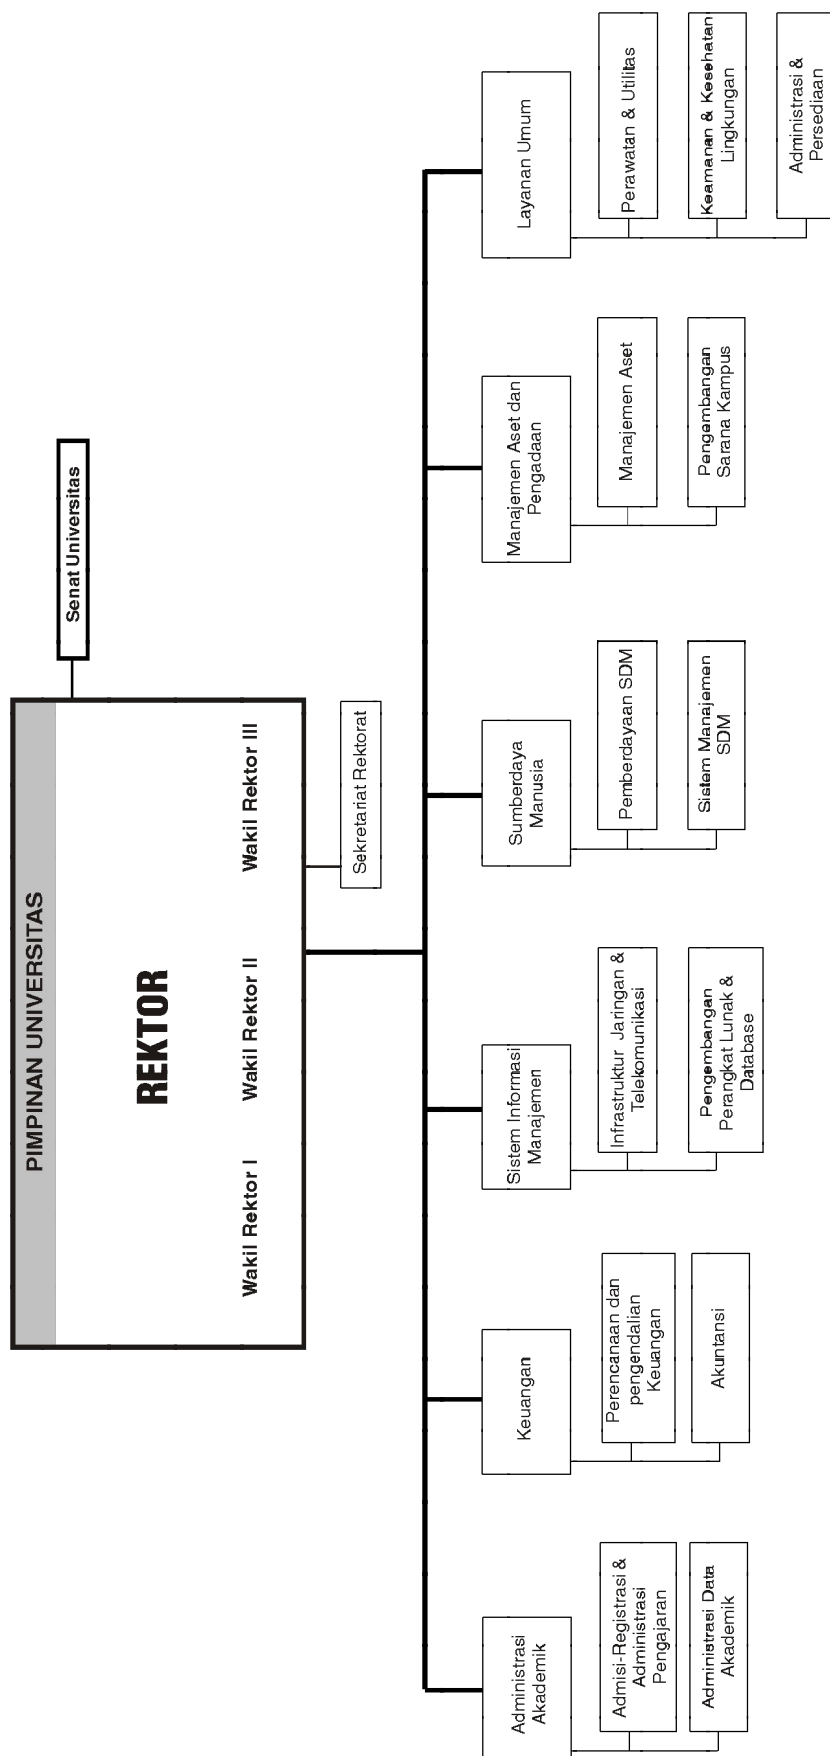 PIMPINAN UNIVERSITAS
REKTOR
Wakil Rektor I
Wakil Rektor II
Wakil Rektor III
Senat Universitas
Sekretariat Rektorat
Administrasi
Akademik
Admisi-Registrasi &
Administrasi
Pengajaran
Administrasi Data
Akademik
Keuangan
Perencanaan dan
pengendalian
Keuangan
Akuntansi
Sistem Informasi
Manajemen
Infrastruktur Jaringan &
Telekomunikasi
Pengembangan
Perangkat Lunak &
Database
Sumberdaya
Manusia
Pemberdayaan SDM
Sistem Manajemen
SDM
Manajemen Aset dan
Pengadaan
Manajemen Aset
Pengembangan
Sarana Kampus
Layanan Umum
Perawatan & Utilitas
Keamanan & Kesehatan
Lingkungan
Administrasi &
Persediaan